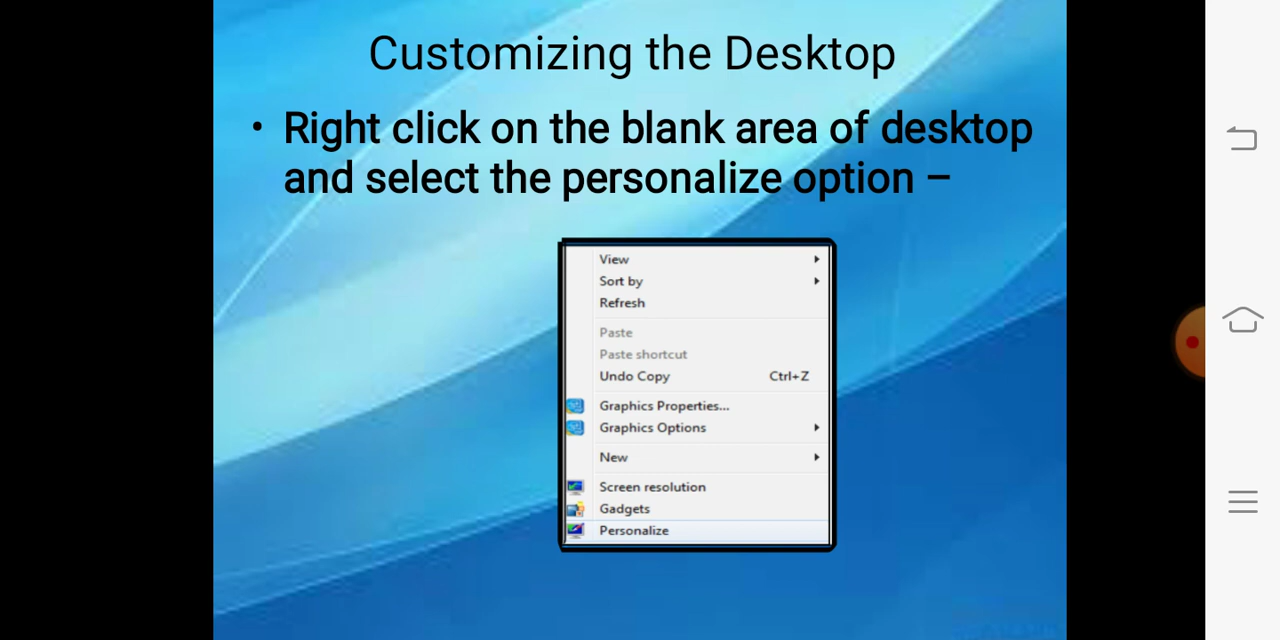 Customizing the Desktop
• Right click on the blank area of desktop
and select the personalize option –
View
Sort by
Refresh
Paste
Paste shortcut
Undo Copy Ctrl+Z
Graphics Properties...
Graphics Options
New
Screen resolution
Gadgets
Personalize